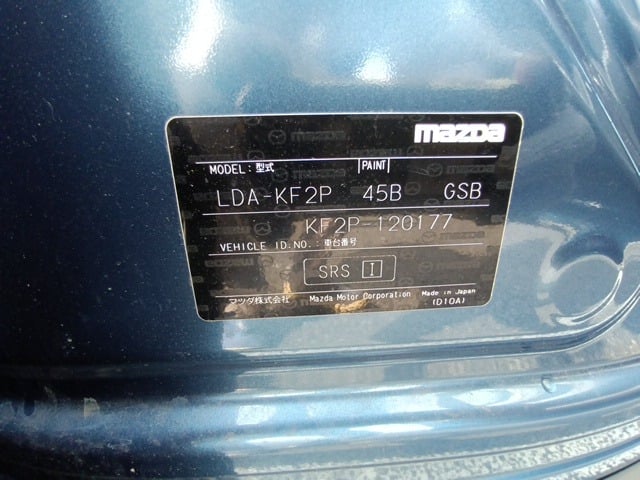 mazda
MODEL:型式 PAINT
LDA-KF2P 45B GSB
KF2P-120177
VEHICLE ID.NO.:車台番号
SRS I
マツダ株式会社 Mazda Motor Corporation Made in Japan
(D10A)